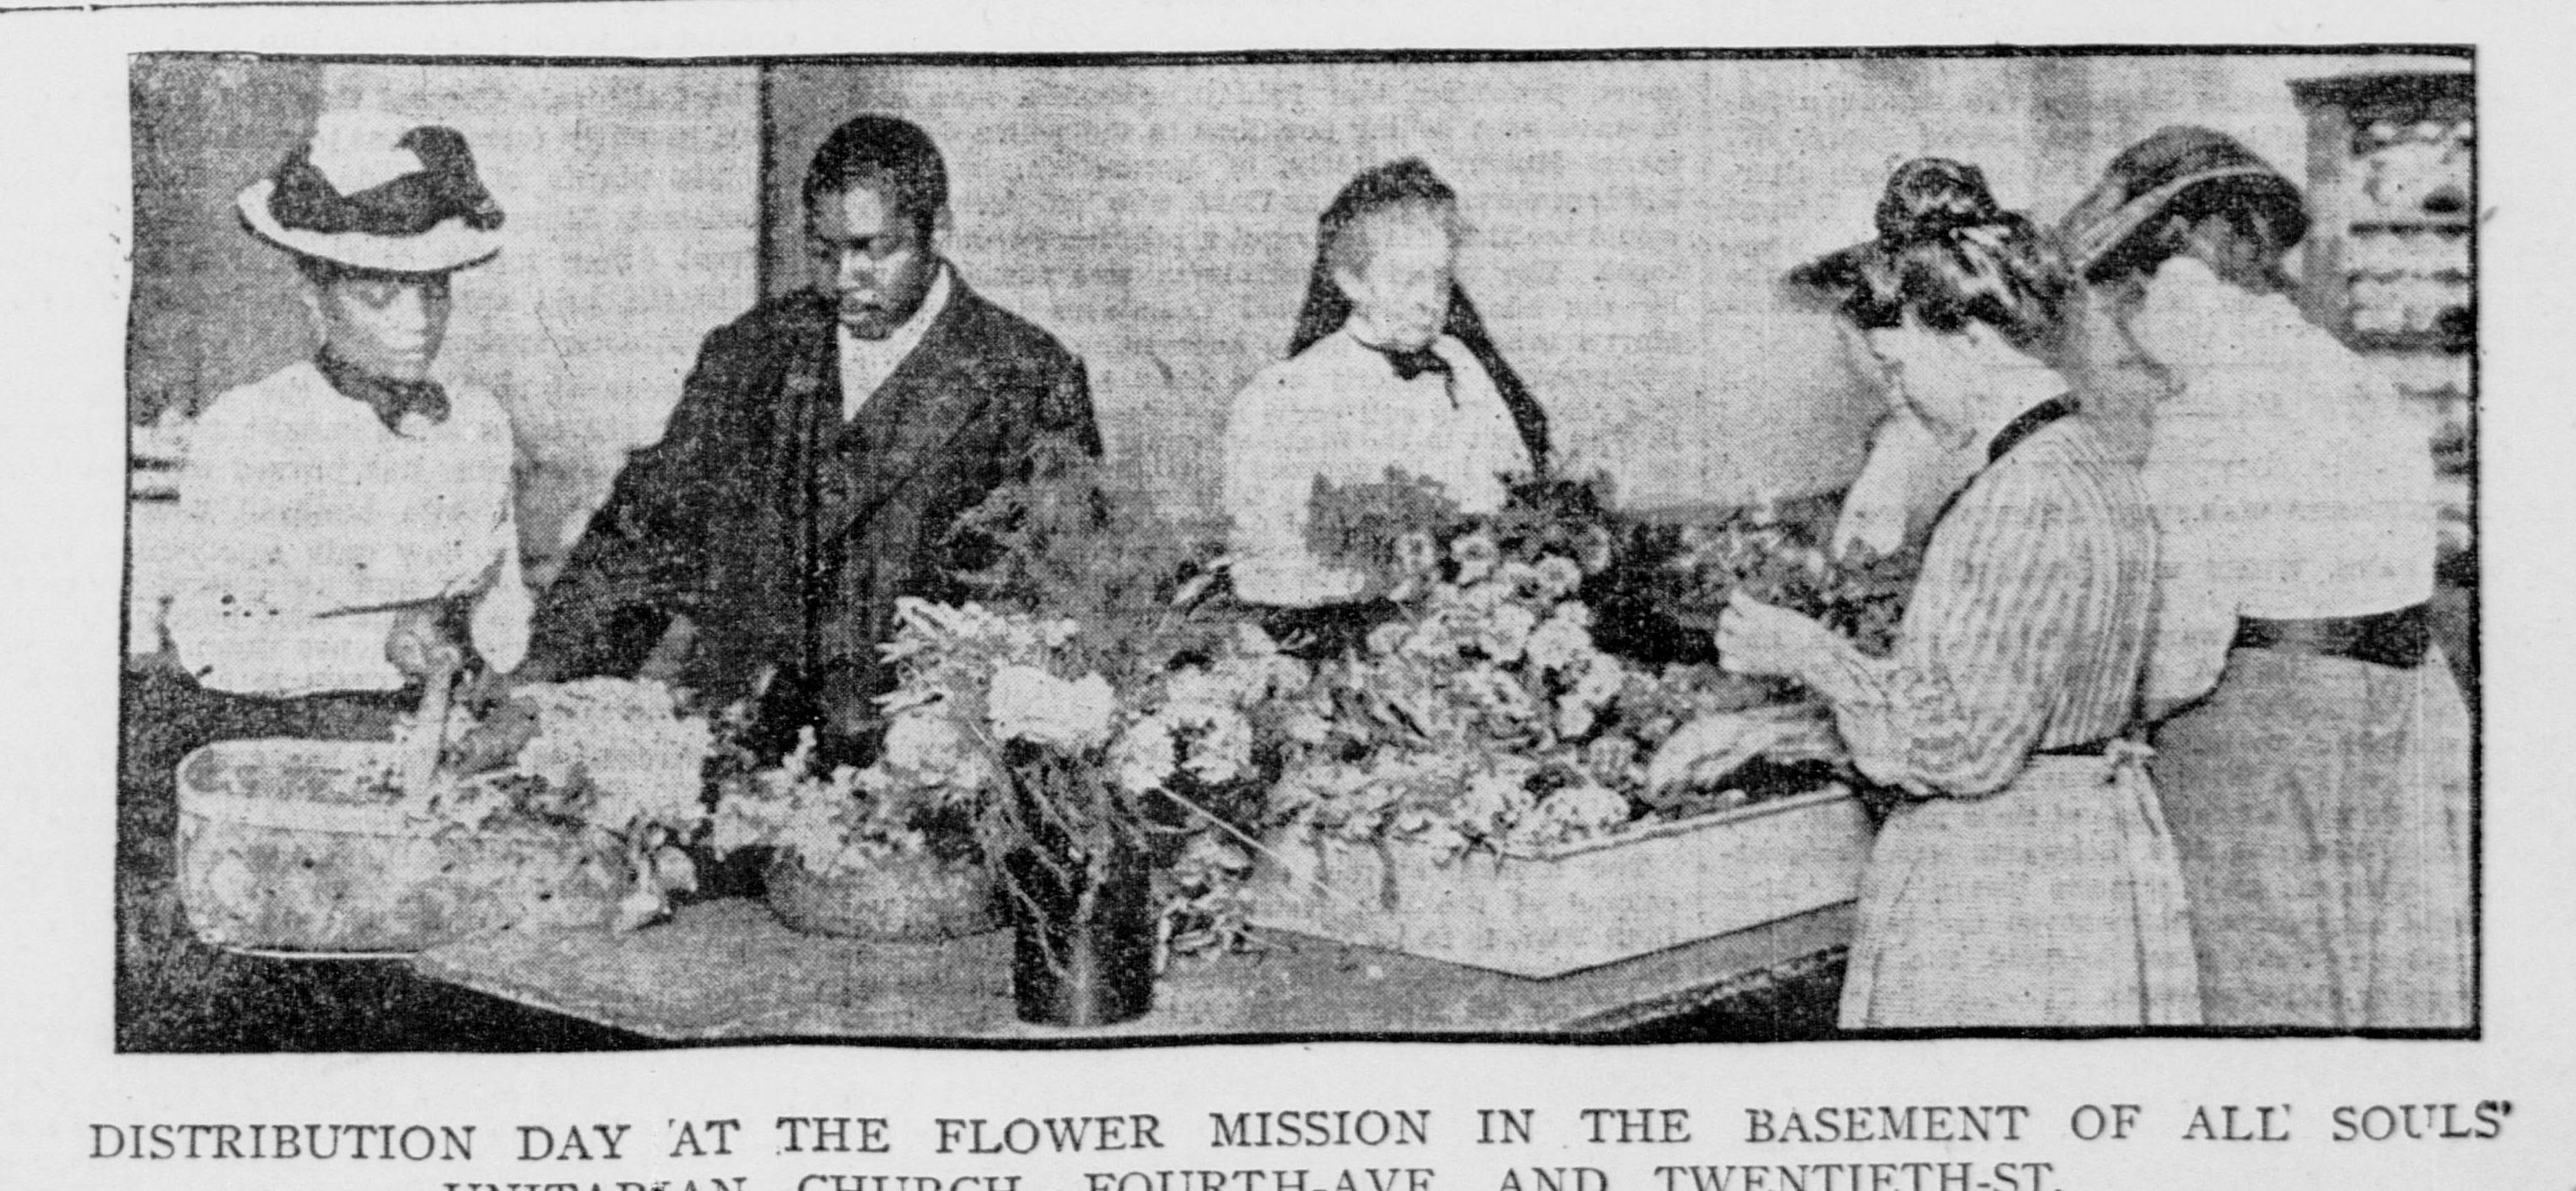 DISTRIBUTION DAY AT THE FLOWER MISSION IN THE BASEMENT OF ALL SOULS'
UNITARIAN CHURCH, FOURTH-AVE. AND TWENTIETH-ST.